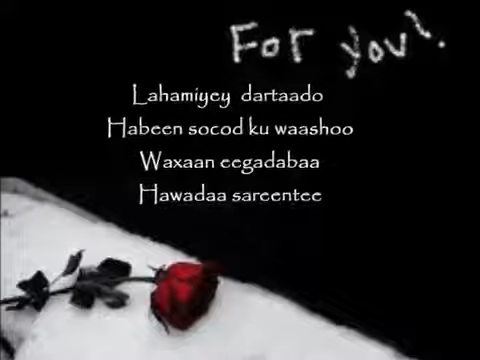 For you?.
Lahamiyey dartaado
Habeen socod ku waashoo
Waxaan eegadabaa
Hawadaa sareentee